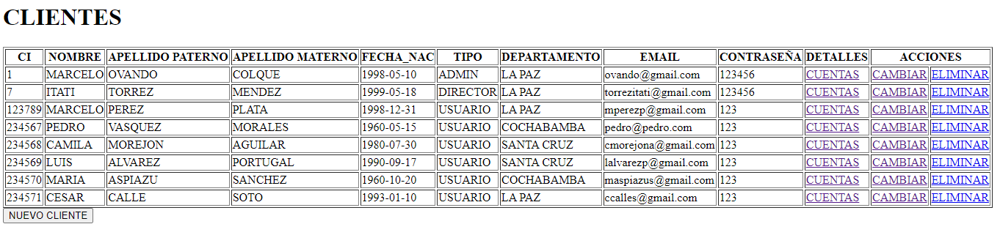 CLIENTES
CI NOMBRE APELLIDO PATERNO APELLIDO MATERNO FECHA_NAC TIPO DEPARTAMENTO EMAIL CONTRASEÑA DETALLES ACCIONES
1 MARCELO OVANDO COLQUE 1998-05-10 ADMIN LA PAZ ovando@gmail.com 123456 CUENTAS CAMBIAR ELIMINAR
7 ITATI TORREZ MENDEZ 1999-05-18 DIRECTOR LA PAZ torrezitati@gmail.com 123456 CUENTAS CAMBIAR ELIMINAR
123789 MARCELO PEREZ PLATA 1998-12-31 USUARIO LA PAZ mperezp@gmail.com 123 CUENTAS CAMBIAR ELIMINAR
234567 PEDRO VASQUEZ MORALES 1960-05-15 USUARIO COCHABAMBA pedro@pedro.com 123 CUENTAS CAMBIAR ELIMINAR
234568 CAMILA MOREJON AGUILAR 1980-07-30 USUARIO SANTA CRUZ cmorejona@gmail.com 123 CUENTAS CAMBIAR ELIMINAR
234569 LUIS ALVAREZ PORTUGAL 1990-09-17 USUARIO SANTA CRUZ lalvarezp@gmail.com 123 CUENTAS CAMBIAR ELIMINAR
234570 MARIA ASPIAZU SANCHEZ 1960-10-20 USUARIO COCHABAMBA maspiazus@gmail.com 123 CUENTAS CAMBIAR ELIMINAR
234571 CESAR CALLE SOTO 1993-01-10 USUARIO LA PAZ ccalles@gmail.com 123 CUENTAS CAMBIAR ELIMINAR
NUEVO CLIENTE